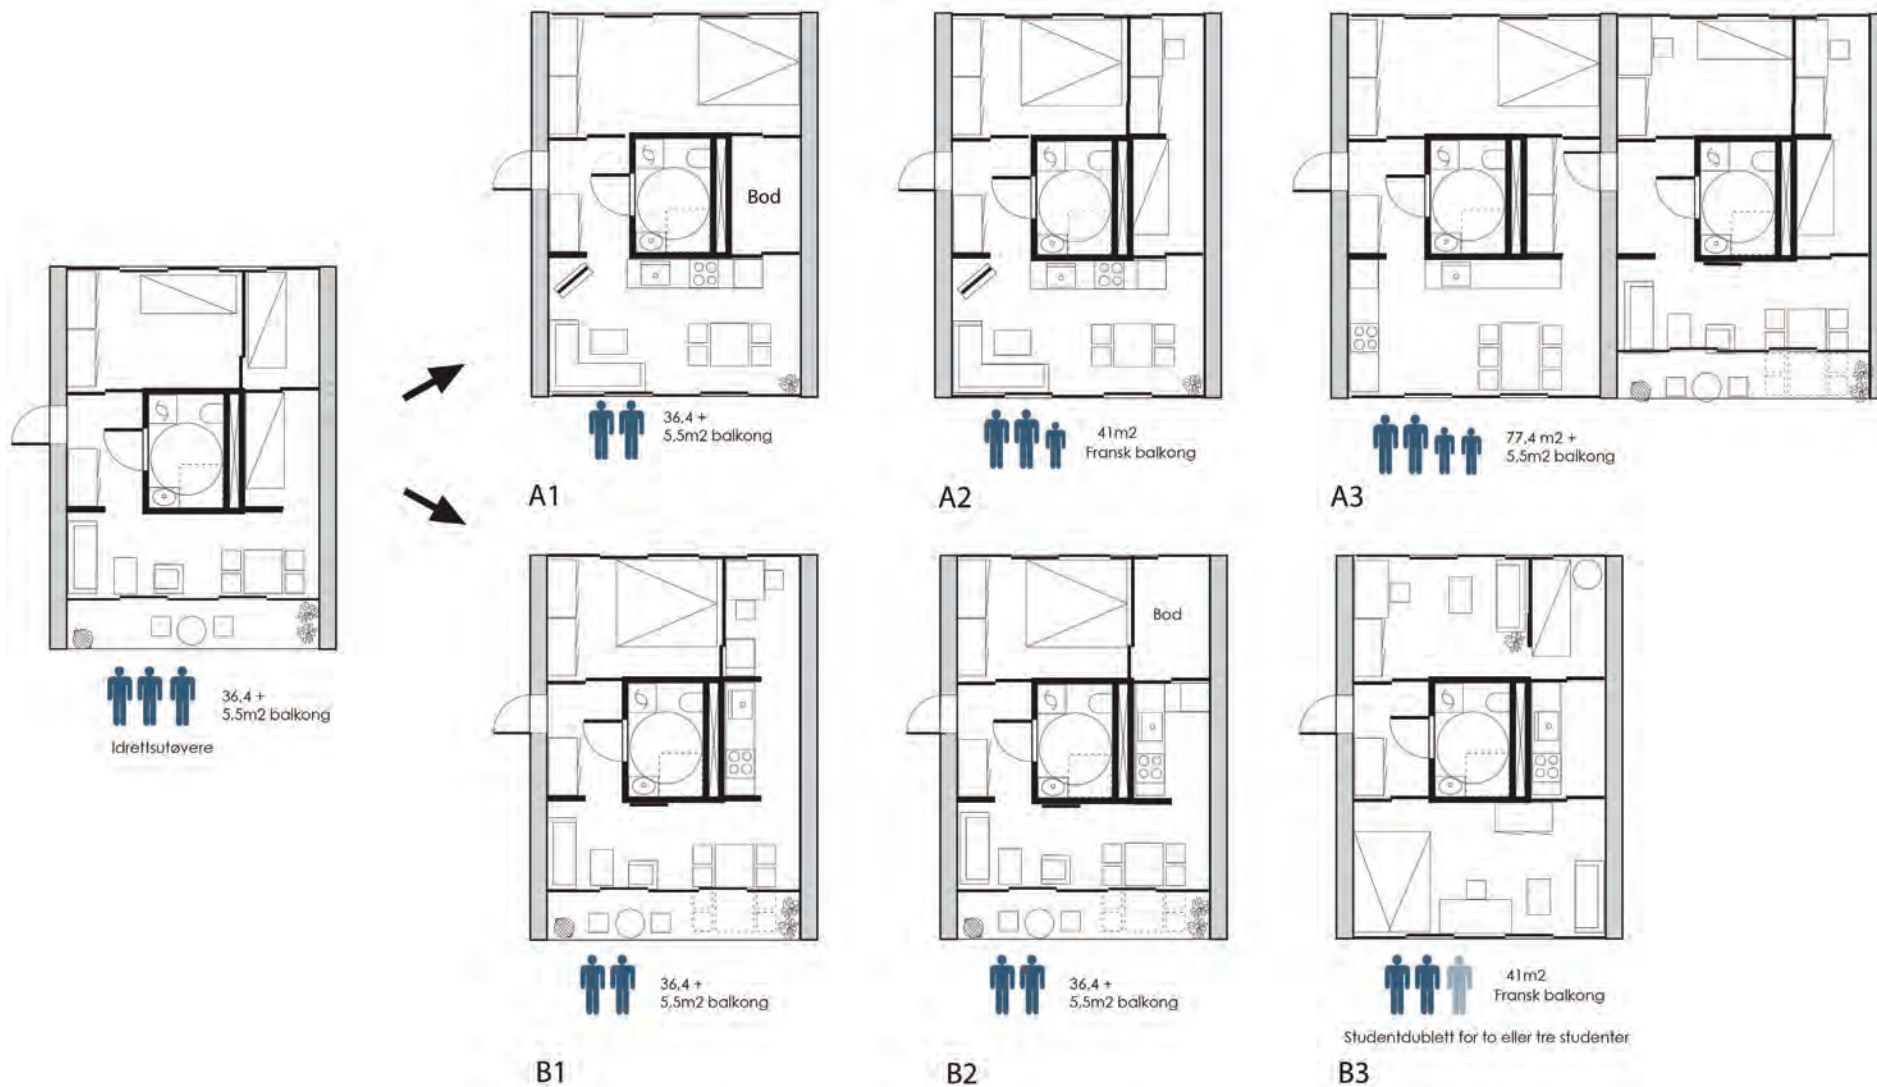 Bod
36,4 +
5,5m2 balkong
A1
41m2
Fransk balkong
A2
77,4 m2 +
5,5m2 balkong
A3
36,4 +
5,5m2 balkong
Idrettsutøvere
36,4 +
5,5m2 balkong
B1
Bod
36,4 +
5,5m2 balkong
B2
41m2
Fransk balkong
Studentdublett for to eller tre studenter
B3